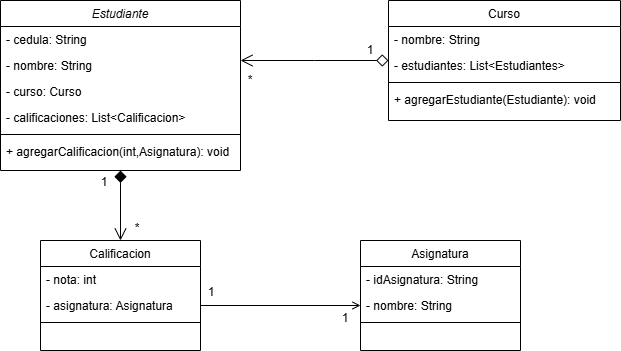 Estudiante
- cedula: String
- nombre: String
- curso: Curso
- calificaciones: List<Calificacion>
+ agregarCalificacion(int,Asignatura): void
Curso
- nombre: String
- estudiantes: List<Estudiantes>
+ agregarEstudiante(Estudiante): void
1
*
1
*
Calificacion
- nota: int
- asignatura: Asignatura
1
1
Asignatura
- idAsignatura: String
- nombre: String